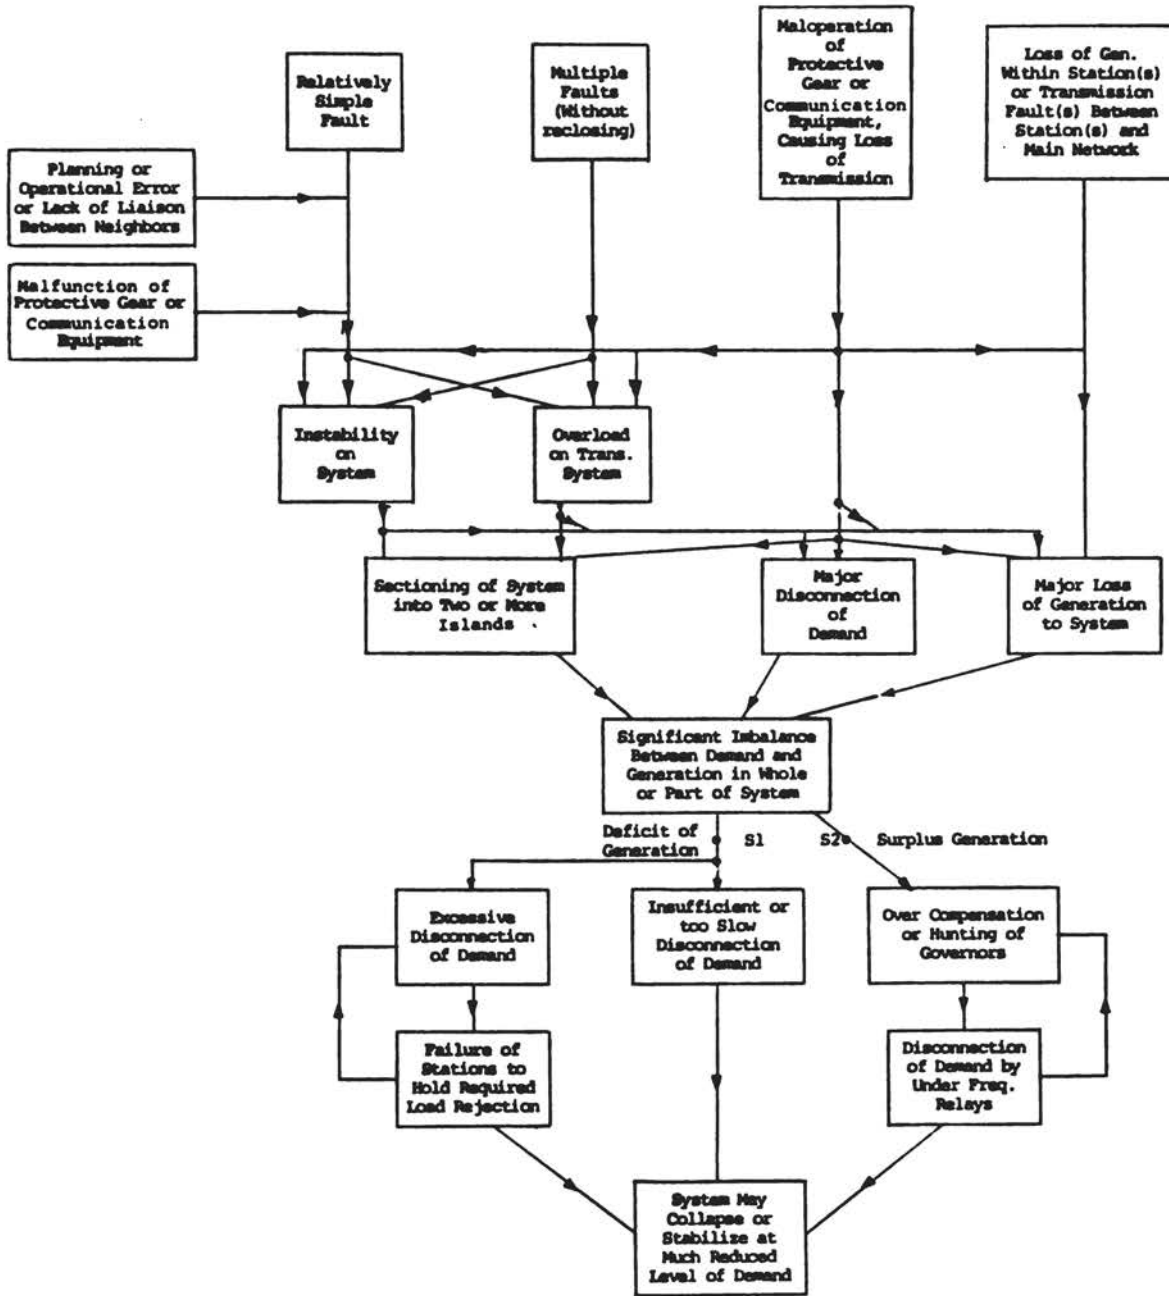 Relatively
Simple
Fault
Multiple
Faults
(Without
reclosing)
Maloperation
of
Protective
Gear or
Communication
Equipment,
Causing Loss
of
Transmission
Loss of Gen.
Within Station(s)
or Transmission
Fault(s) Between
Station(s) and
Main Network
Planning or
Operational Error
or Lack of Liaison
Between Neighbors
Malfunction of
Protective Gear or
Communication
Equipment
Instability
on
System
Overload
on Trans.
System
Sectioning of System
into Two or More
Islands
Major
Disconnection
of
Demand
Major Loss
of Generation
to System
Significant Imbalance
Between Demand and
Generation in Whole
or Part of System
Deficit of
Generation
S1
S2
Surplus Generation
Excessive
Disconnection
of Demand
Insufficient or
too Slow
Disconnection
of Demand
Over Compensation
or Hunting of
Governors
Failure of
Stations to
Hold Required
Load Rejection
Disconnection
of Demand by
Under Freq.
Relays
System May
Collapse or
Stabilize at
Much Reduced
Level of Demand